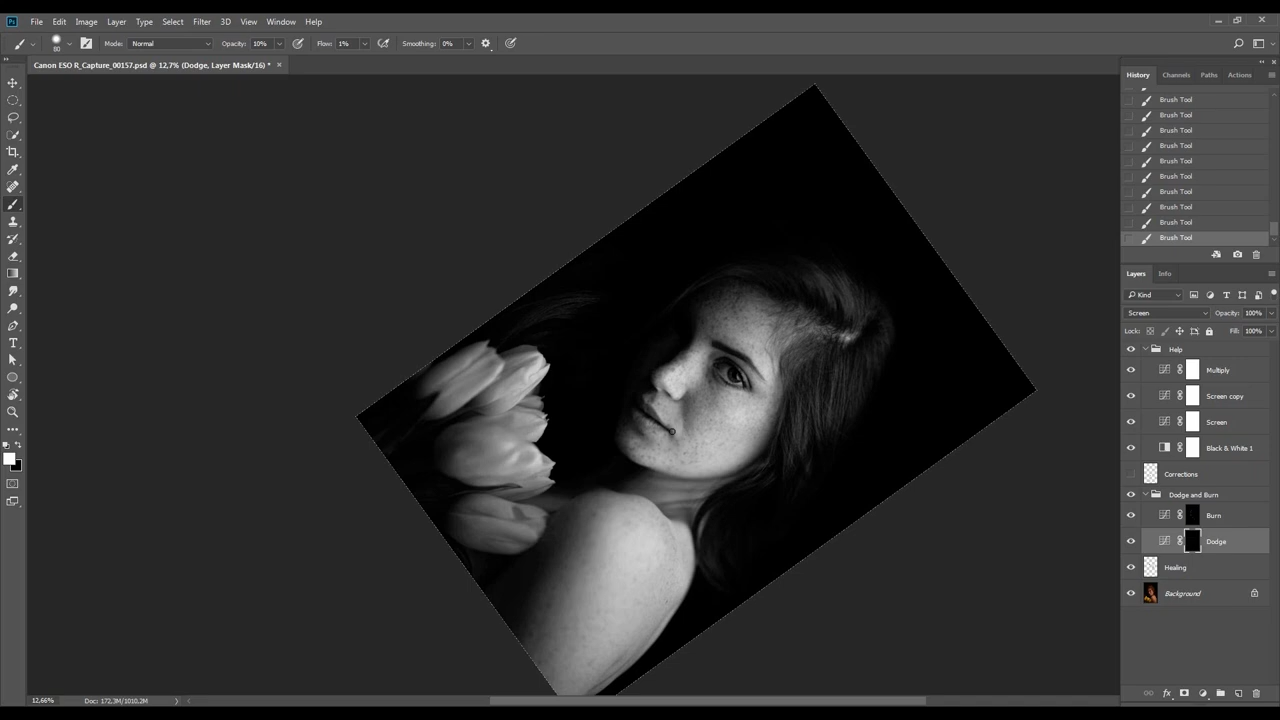 Ps File Edit Image Layer Type Select Filter 3D View Window Help
80 Mode: Normal Opacity: 10% Flow: 1% Smoothing: 0%
Canon ESO R_Capture_00157.psd @ 12,7% (Dodge, Layer Mask/16) * ×
History Channels Paths Actions
Brush Tool
Brush Tool
Brush Tool
Brush Tool
Brush Tool
Brush Tool
Brush Tool
Brush Tool
Brush Tool
Brush Tool
Layers Info
Kind
Screen Opacity: 100%
Lock: Fill: 100%
Help
Multiply
Screen copy
Screen
Black & White 1
Corrections
Dodge and Burn
Burn
Dodge
Healing
Background
12,66% Doc: 172,3M/1010,2M
fx